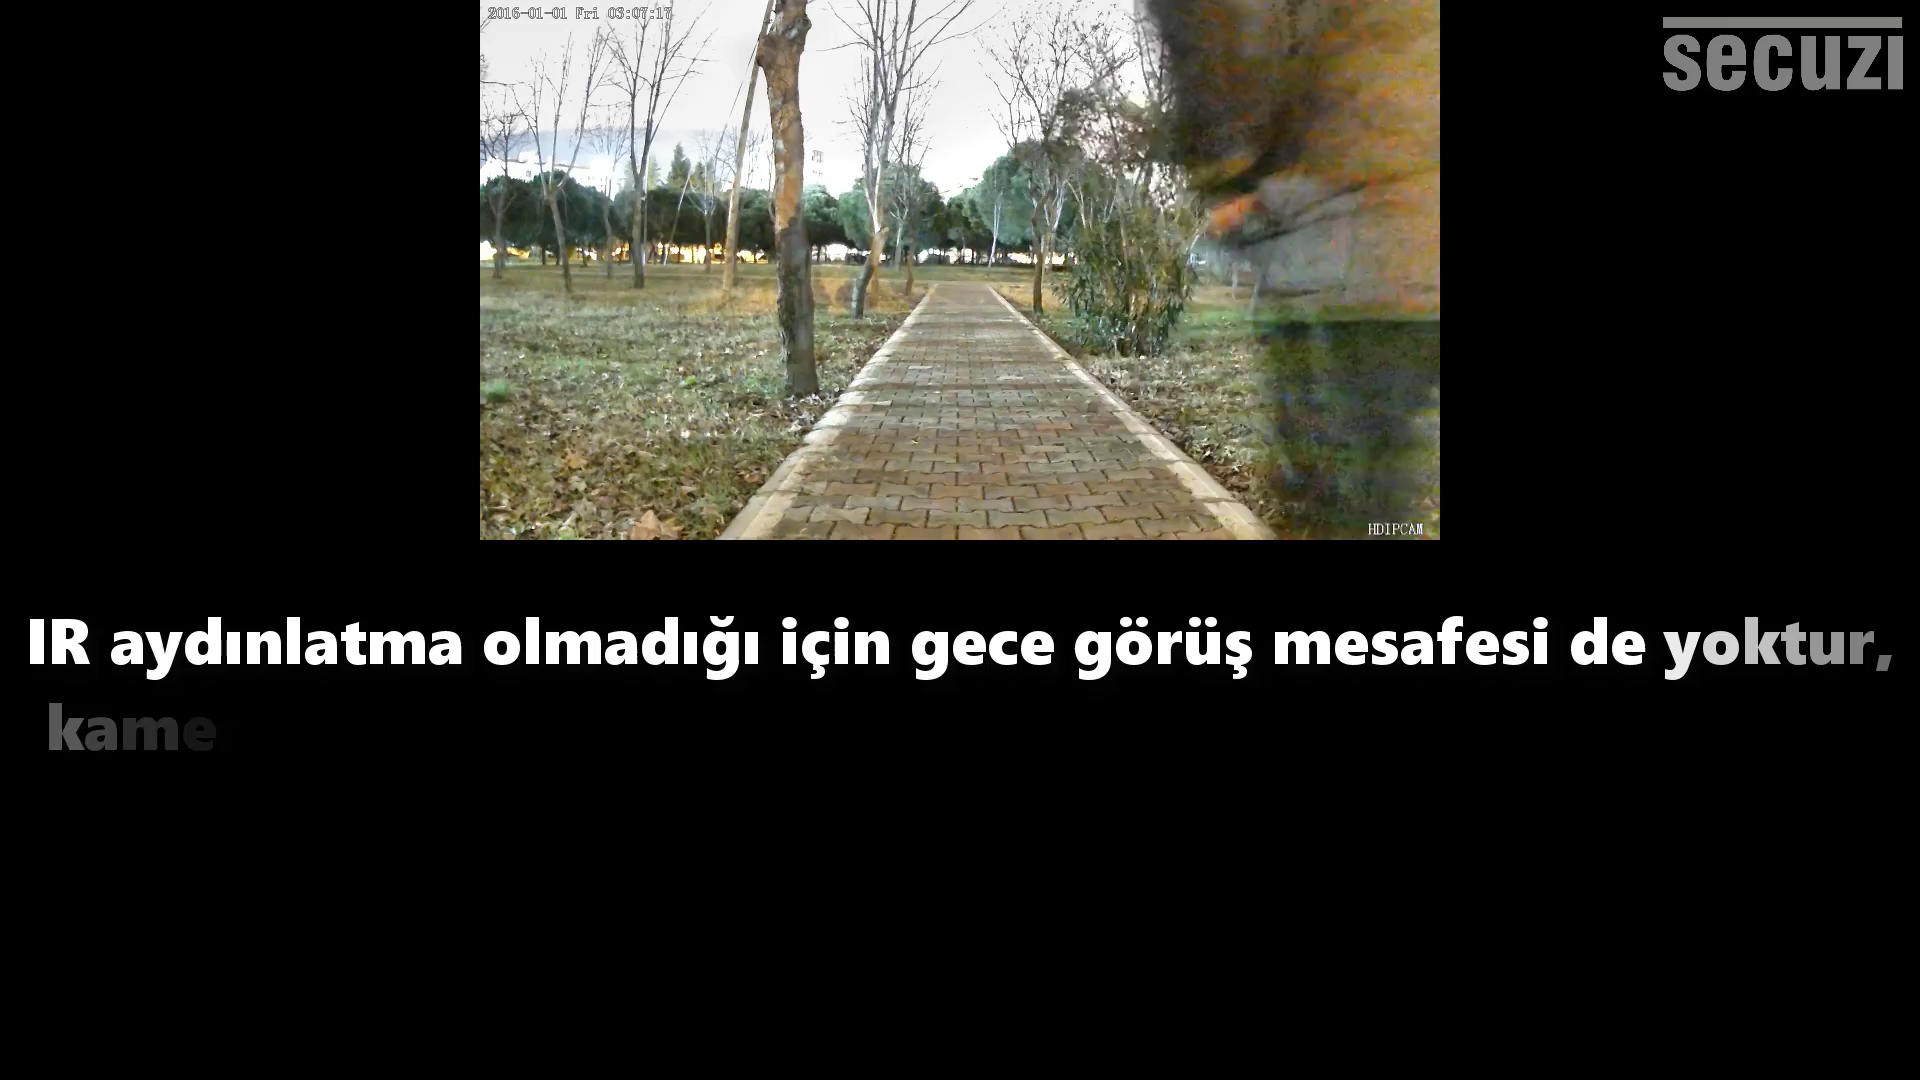 2016-01-01 Fri 03:07:17
secuzi
HDIPCAM
IR aydınlatma olmadığı için gece görüş mesafesi de yoktur,
kame